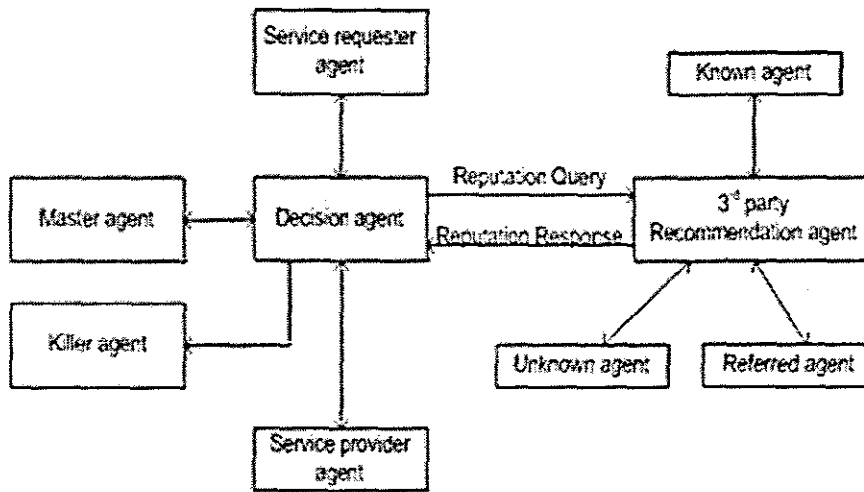 Service requester
agent
Known agent
Reputation Query
Master agent
Decision agent
3rd party
Recommendation agent
Reputation Response
Killer agent
Unknown agent
Referred agent
Service provider
agent